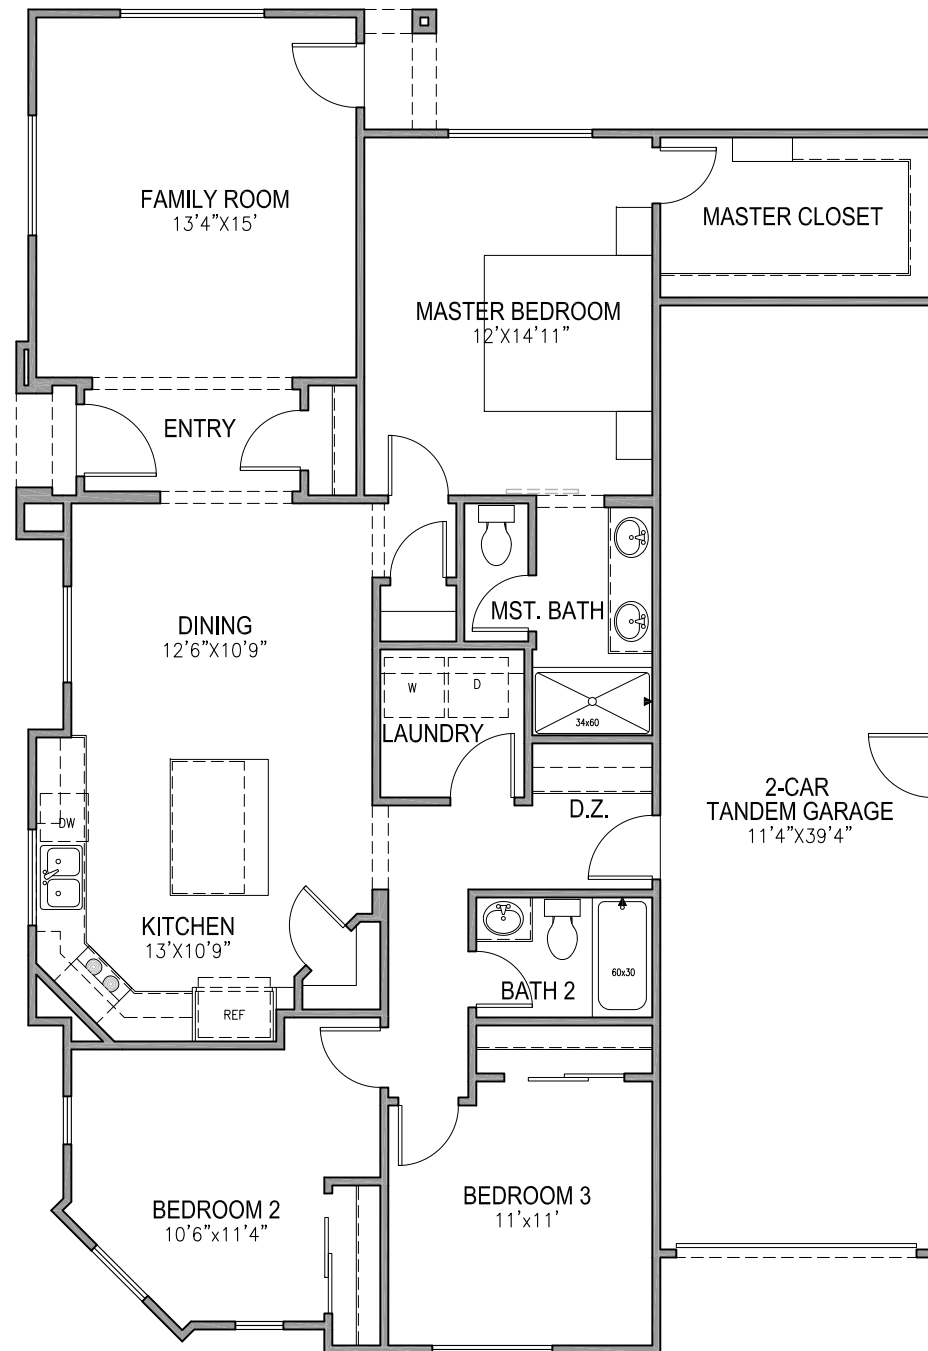 FAMILY ROOM
13'4"X15'
MASTER CLOSET
MASTER BEDROOM
12'X14'11"
ENTRY
DINING
12'6"X10'9"
MST. BATH
W
D
34x60
LAUNDRY
2-CAR
TANDEM GARAGE
11'4"X39'4"
D.Z.
DW
KITCHEN
13'X10'9"
60x30
BATH 2
REF
BEDROOM 2
10'6"x11'4"
BEDROOM 3
11'x11'